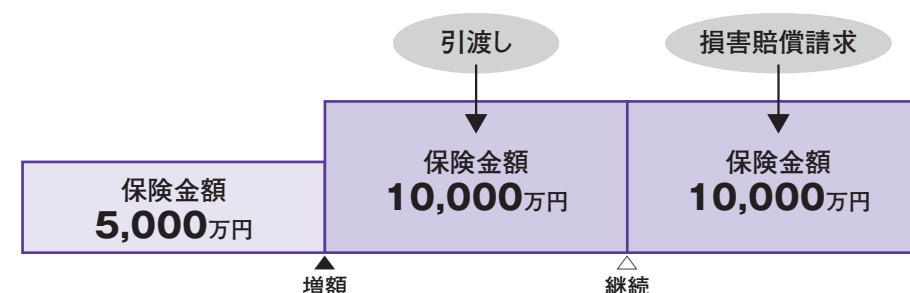 引渡し
損害賠償請求
保険金額
5,000万円
保険金額
10,000万円
保険金額
10,000万円
増額
継続